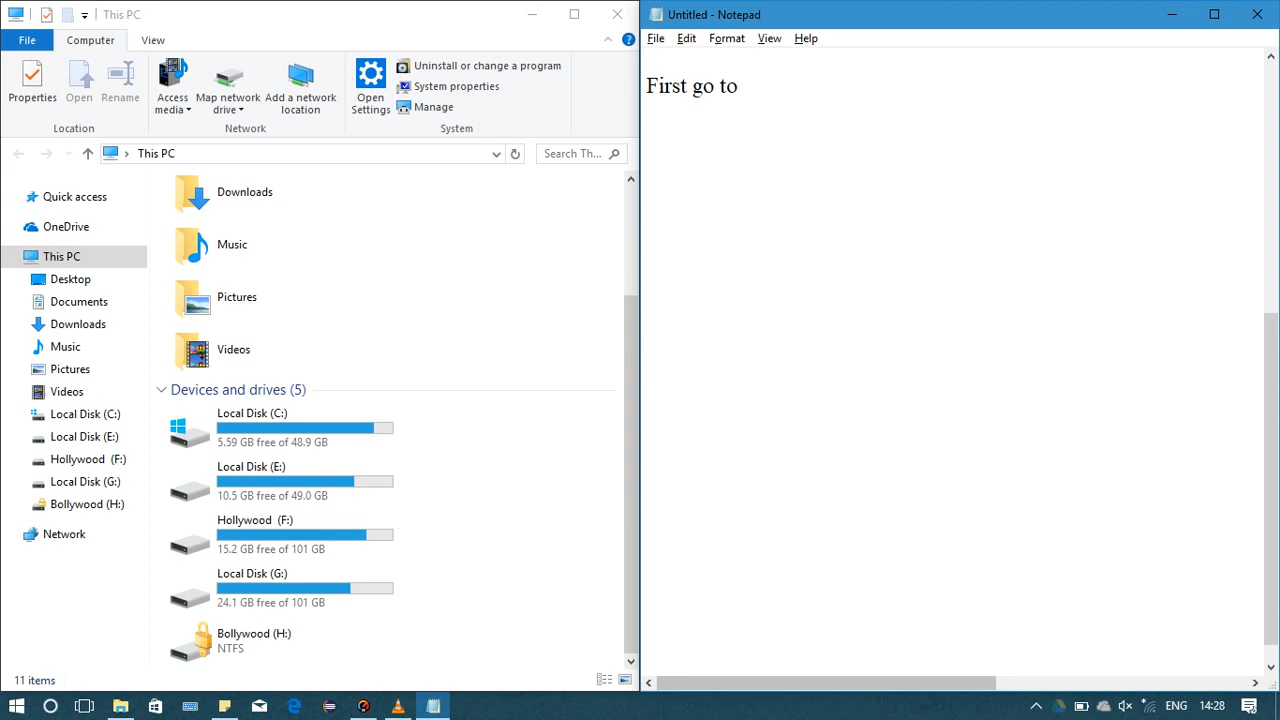 This PC
File
Computer
View
Properties
Open
Rename
Access media
Map network drive
Add a network location
Open Settings
Uninstall or change a program
System properties
Manage
Location
Network
System
This PC
Search Th...
Quick access
OneDrive
This PC
Desktop
Documents
Downloads
Music
Pictures
Videos
Local Disk (C:)
Local Disk (E:)
Hollywood (F:)
Local Disk (G:)
Bollywood (H:)
Network
Downloads
Music
Pictures
Videos
Devices and drives (5)
Local Disk (C:)
5.59 GB free of 48.9 GB
Local Disk (E:)
10.5 GB free of 49.0 GB
Hollywood (F:)
15.2 GB free of 101 GB
Local Disk (G:)
24.1 GB free of 101 GB
Bollywood (H:)
NTFS
11 items
Untitled - Notepad
File Edit Format View Help
First go to
ENG
14:28